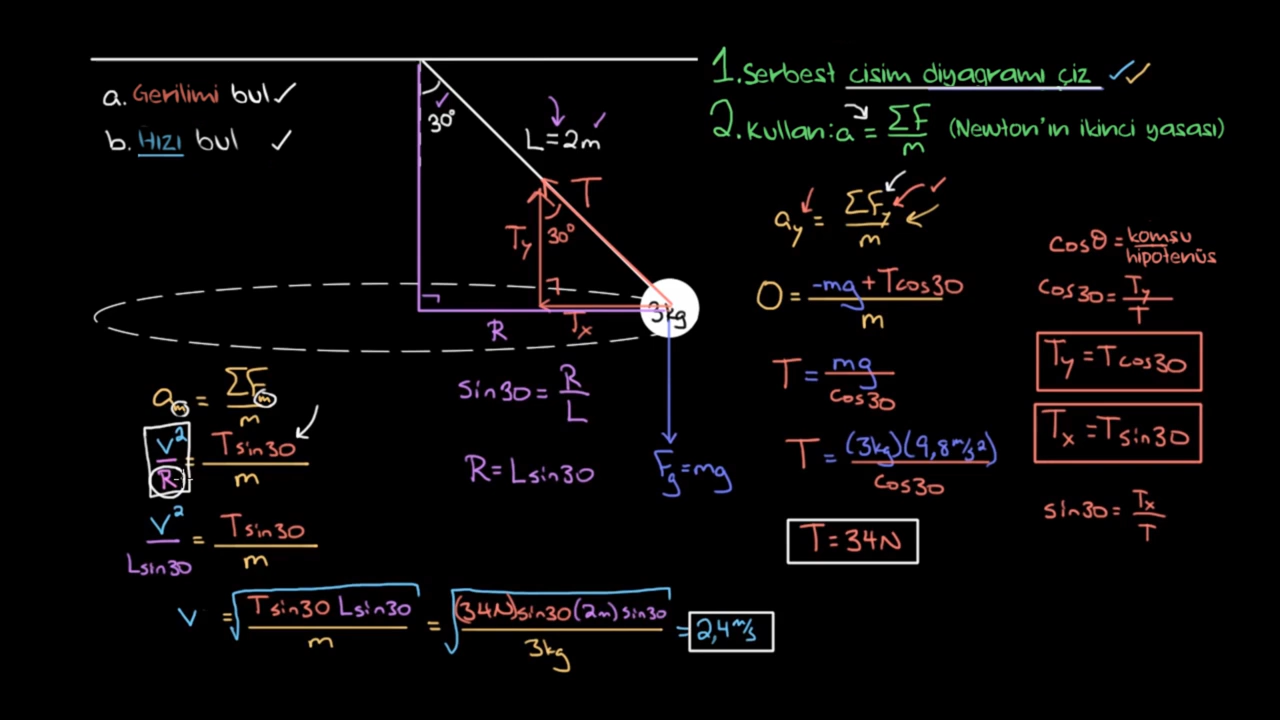 a. Gerilimi bul ✓
b. Hızı bul ✓
30°
L=2m
T
Ty
30°
Tx
R
3kg
Fg=mg
1. Serbest cisim diyagramı çiz
2. Kullan: a = ΣF/m (Newton'ın ikinci yasası)
ay = ΣFy/m
0 = (-mg+Tcos30)/m
T = mg/cos30
T = (3kg)(9,8m/s²)/cos30
T=34N
cosθ = komşu/hipotenüs
cos30 = Ty/T
Ty=Tcos30
Tx=Tsin30
sin30 = Tx/T
sin30 = R/L
R=Lsin30
am = ΣFm/m
v²/R = Tsin30/m
v²/Lsin30 = Tsin30/m
v = √(Tsin30 Lsin30/m) = √((34N)sin30(2m)sin30/3kg) = 2,4m/s